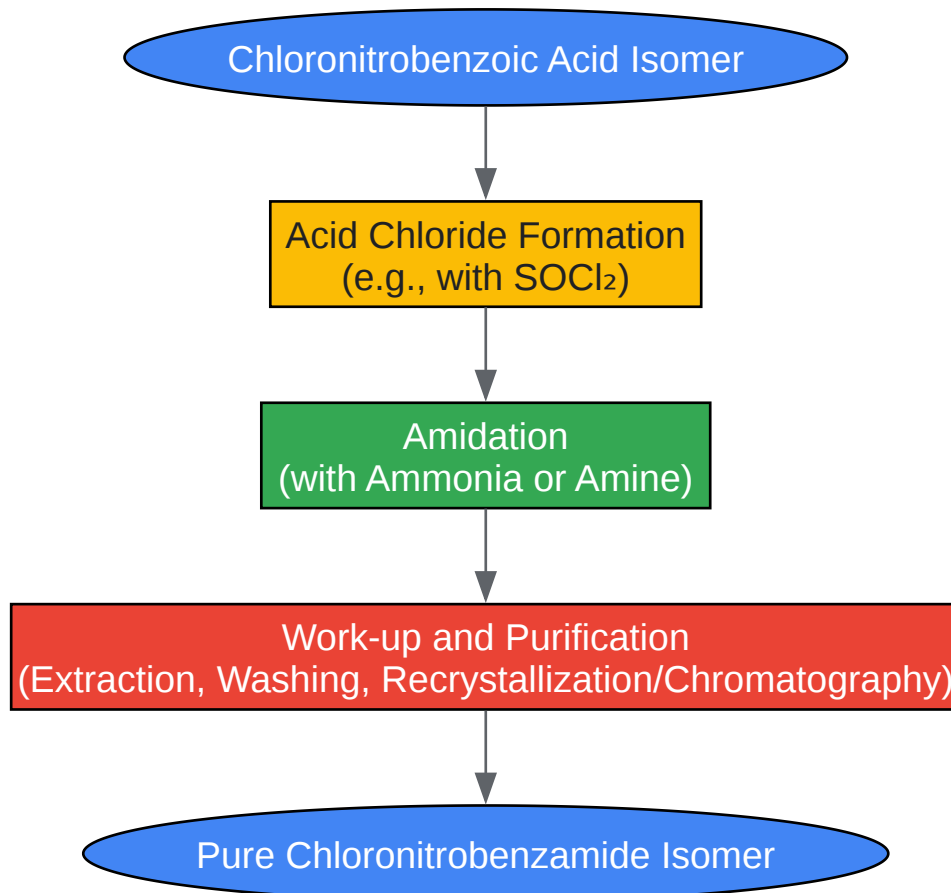 Chloronitrobenzoic Acid Isomer
Acid Chloride Formation
(e.g., with SOCl₂)
Amidation
(with Ammonia or Amine)
Work-up and Purification
(Extraction, Washing, Recrystallization/Chromatography)
Pure Chloronitrobenzamide Isomer